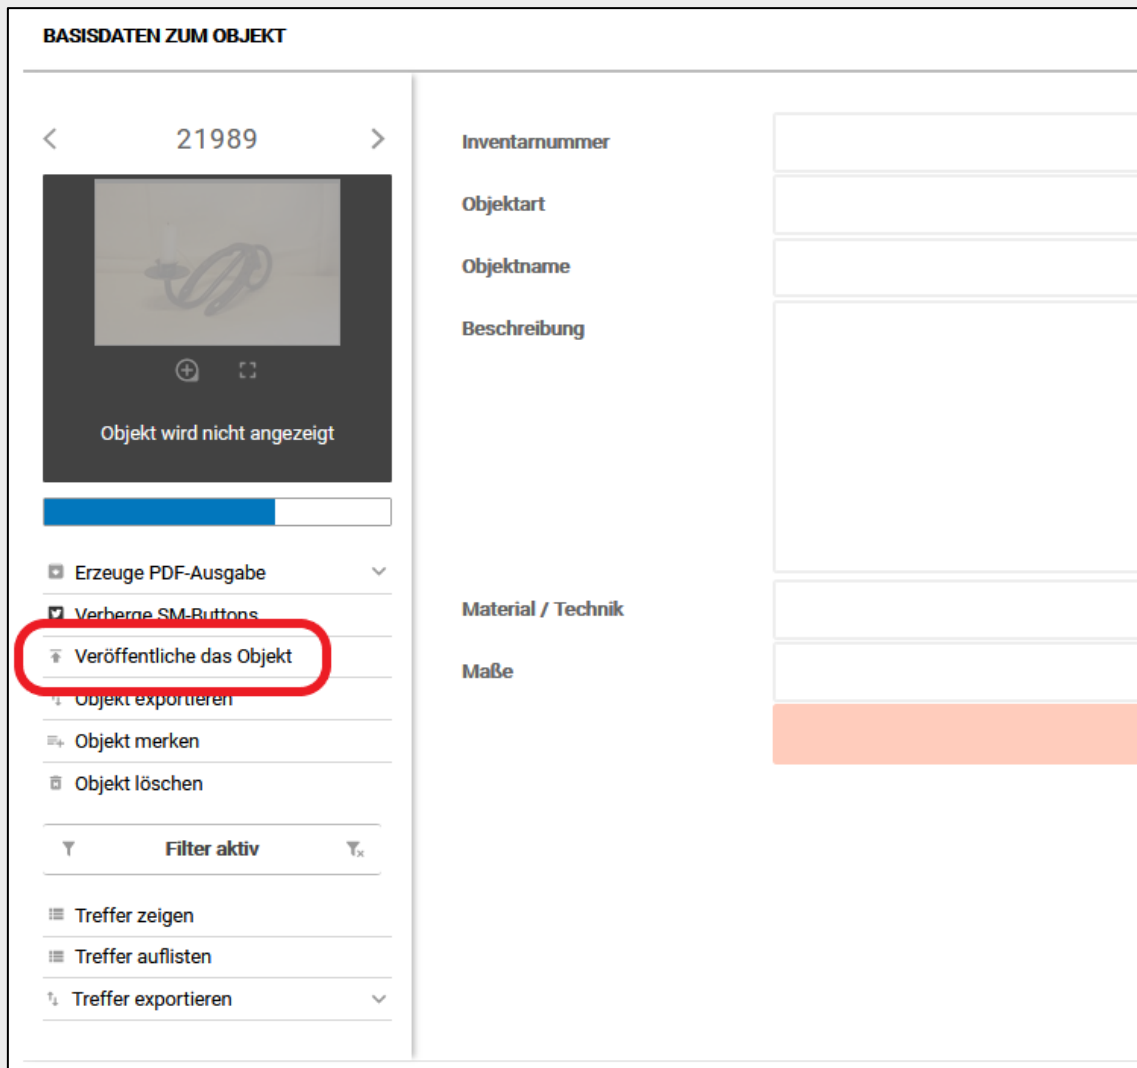 BASISDATEN ZUM OBJEKT
21989
Objekt wird nicht angezeigt
Erzeuge PDF-Ausgabe
Verberge SM-Buttons
Veröffentliche das Objekt
Objekt exportieren
Objekt merken
Objekt löschen
Filter aktiv
Treffer zeigen
Treffer auflisten
Treffer exportieren
Inventarnummer
Objektart
Objektname
Beschreibung
Material / Technik
Maße